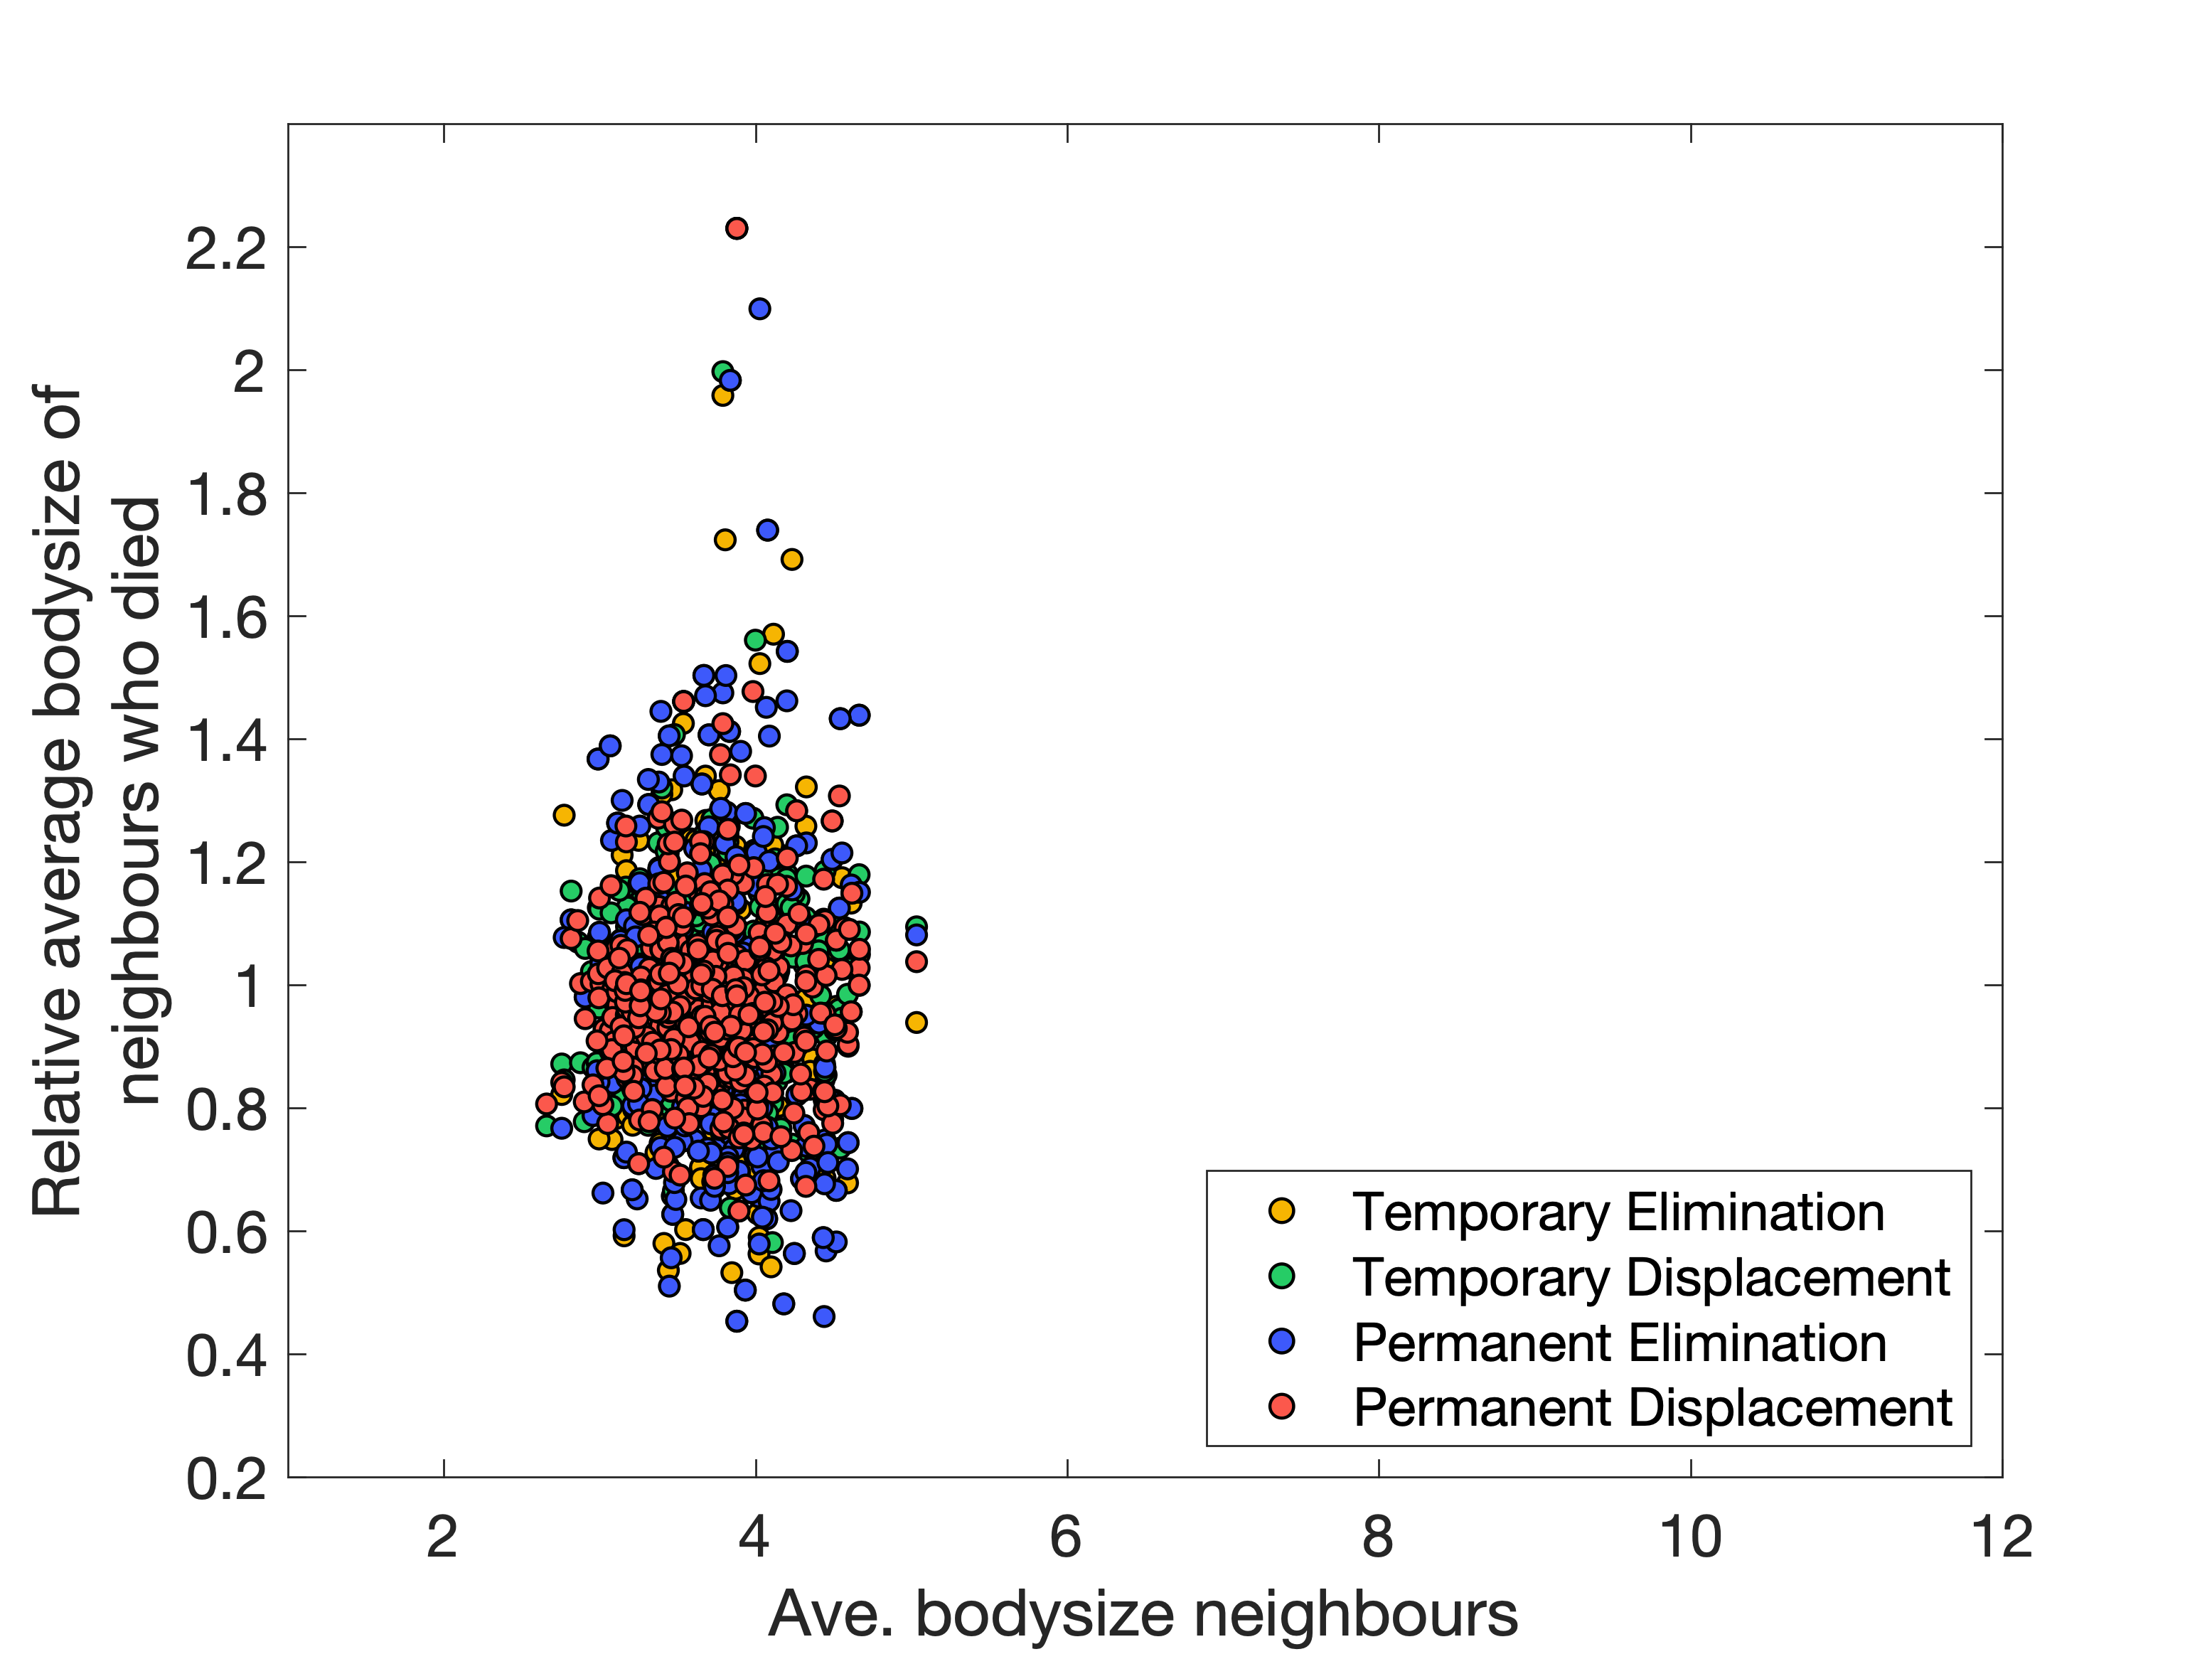 Relative average bodysize of
neighbours who died
2.2
2
1.8
1.6
1.4
1.2
1
0.8
0.6
0.4
0.2
Temporary Elimination
Temporary Displacement
Permanent Elimination
Permanent Displacement
2
4
6
8
10
12
Ave. bodysize neighbours